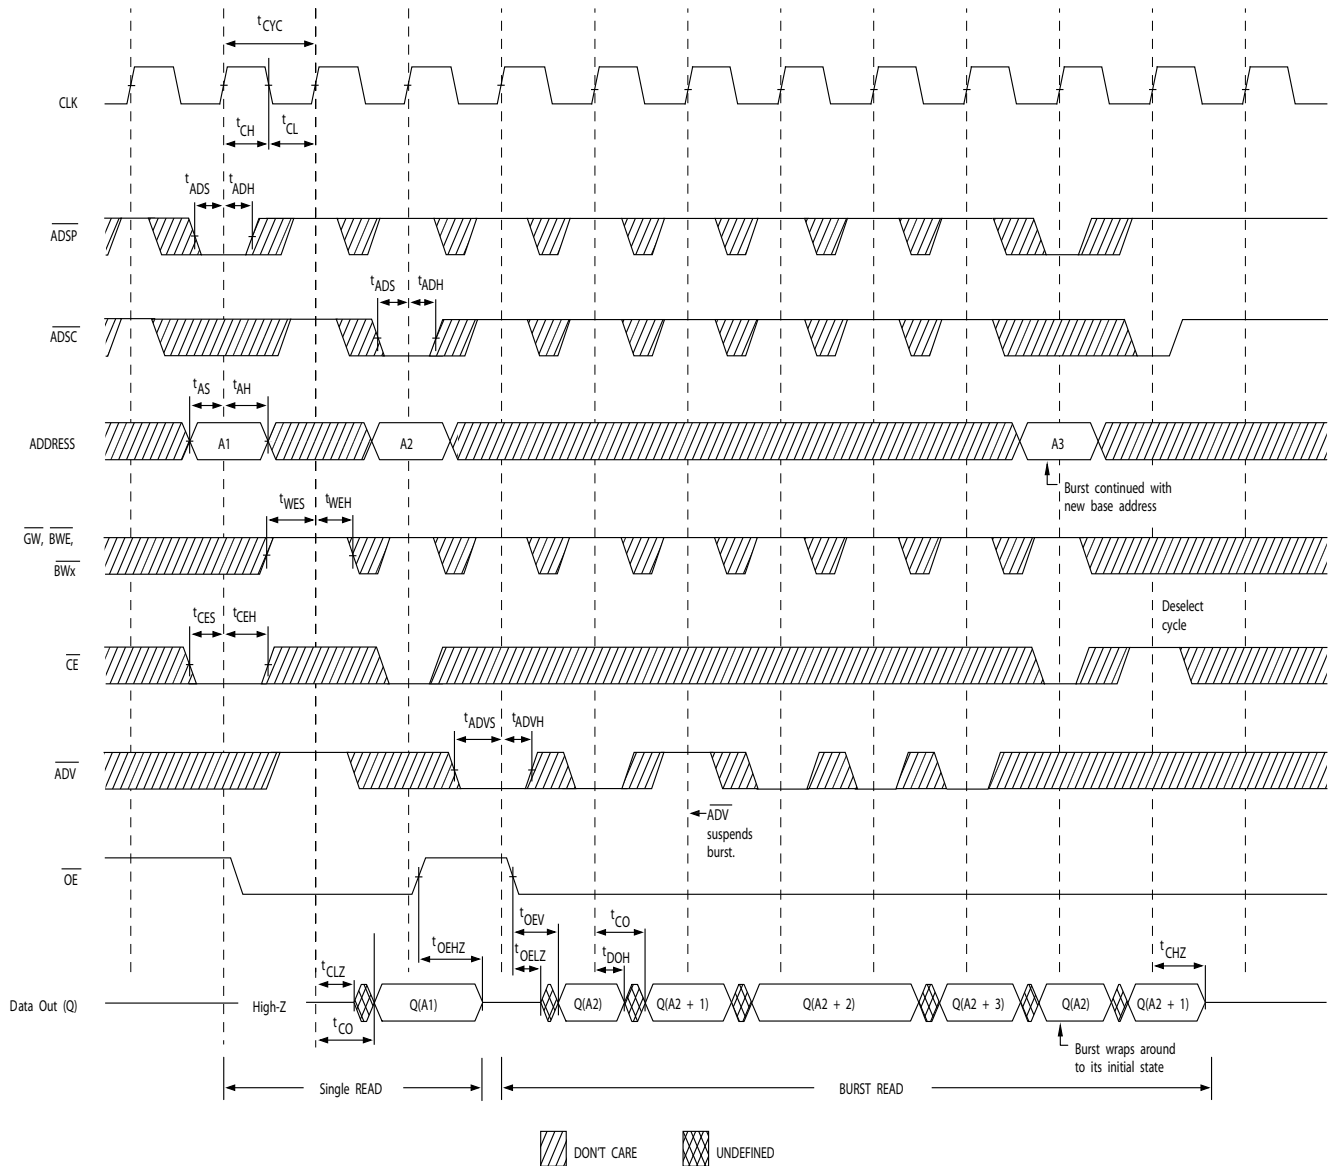 tCYC
CLK
tCH
tCL
tADS
tADH
ADSP
tADS
tADH
ADSC
tAS
tAH
ADDRESS
A1
A2
A3
Burst continued with
new base address
tWES
tWEH
GW, BWE,
BWx
tCES
tCEH
Deselect
cycle
CE
tADVS
tADVH
ADV
ADV
suspends
burst.
OE
tOEV
tCO
tOEHZ
tOELZ
tDOH
tCHZ
tCLZ
Data Out (Q)
High-Z
Q(A1)
Q(A2)
Q(A2 + 1)
Q(A2 + 2)
Q(A2 + 3)
Q(A2)
Q(A2 + 1)
tCO
Burst wraps around
to its initial state
Single READ
BURST READ
DON'T CARE
UNDEFINED